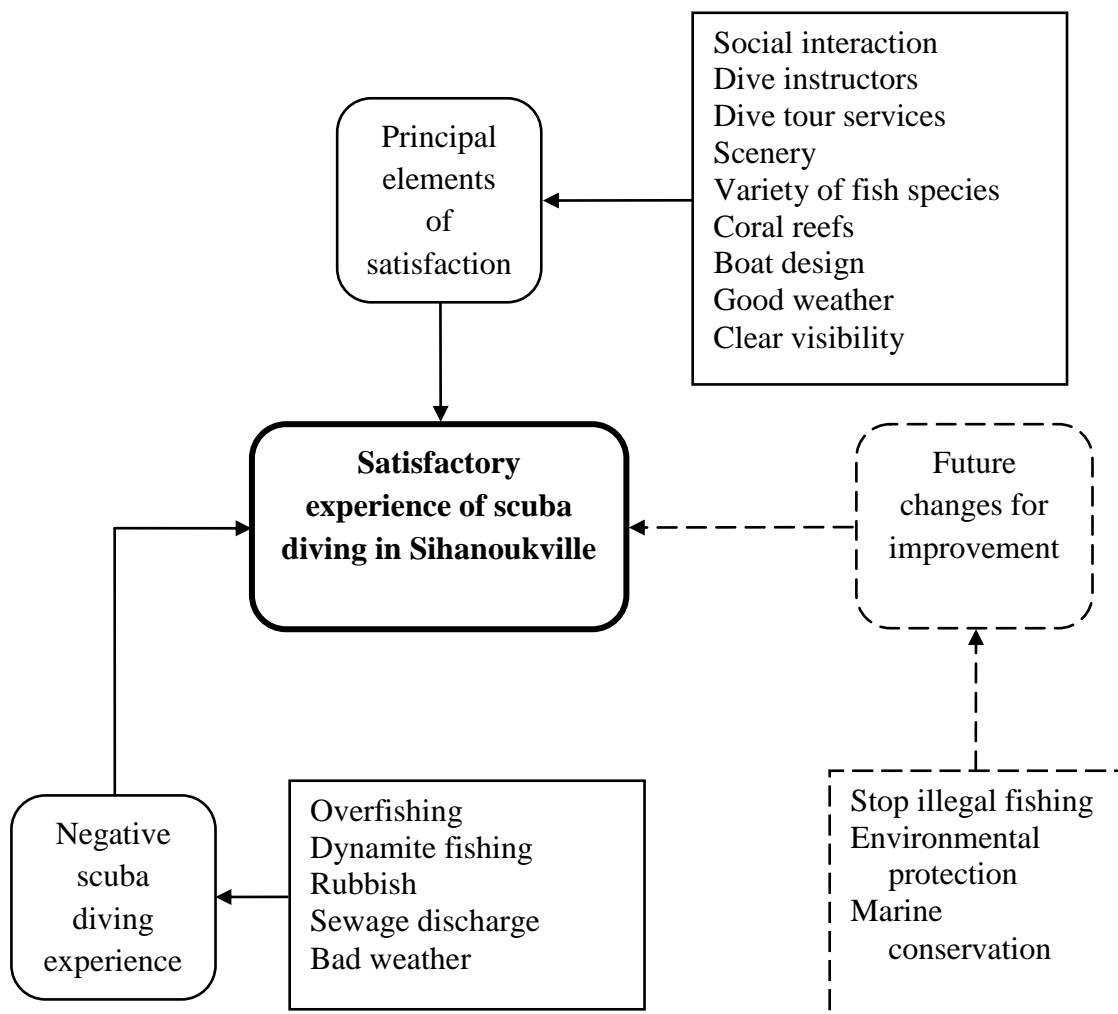 Social interaction
Dive instructors
Dive tour services
Scenery
Variety of fish species
Coral reefs
Boat design
Good weather
Clear visibility
Principal
elements
of
satisfaction
Satisfactory
experience of scuba
diving in Sihanoukville
Future
changes for
improvement
Negative
scuba
diving
experience
Overfishing
Dynamite fishing
Rubbish
Sewage discharge
Bad weather
Stop illegal fishing
Environmental
protection
Marine
conservation